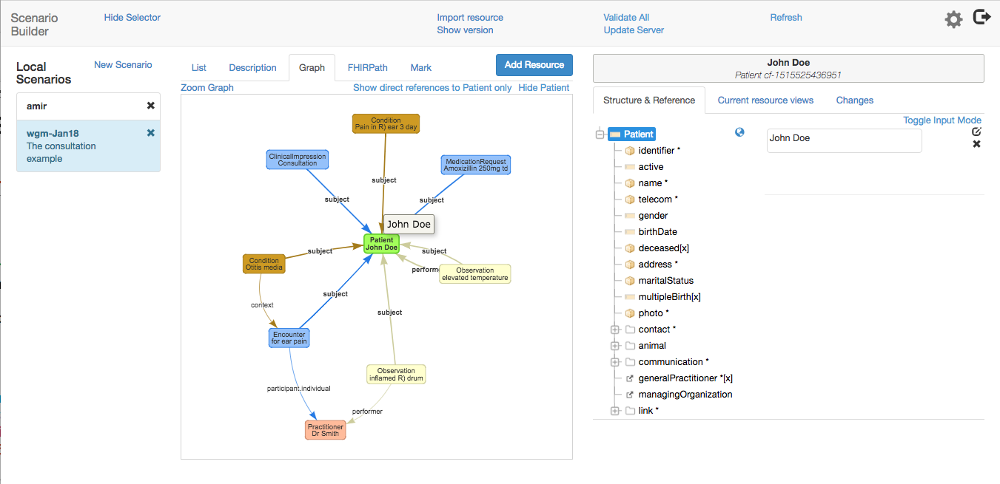 Scenario
Builder
Hide Selector
Import resource
Show version
Validate All
Update Server
Refresh
Local
Scenarios
New Scenario
amir
wgm-Jan18
The consultation
example
List
Description
Graph
FHIRPath
Mark
Add Resource
Zoom Graph
Show direct references to Patient only
Hide Patient
Condition
Pain in R) ear 3 day
ClinicalImpression
Consultation
MedicationRequest
Amoxizillin 250mg td
subject
subject
subject
John Doe
Patient
John Doe
subject
subject
Condition
Otitis media
perform
Observation
elevated temperature
subject
context
subject
Encounter
for ear pain
Observation
inflamed R) drum
participant.individual
performer
Practitioner
Dr Smith
John Doe
Patient cf-1515525436951
Structure & Reference
Current resource views
Changes
Toggle Input Mode
Patient
John Doe
identifier *
active
name *
telecom *
gender
birthDate
deceased[x]
address *
maritalStatus
multipleBirth[x]
photo *
contact *
animal
communication *
generalPractitioner *[x]
managingOrganization
link *